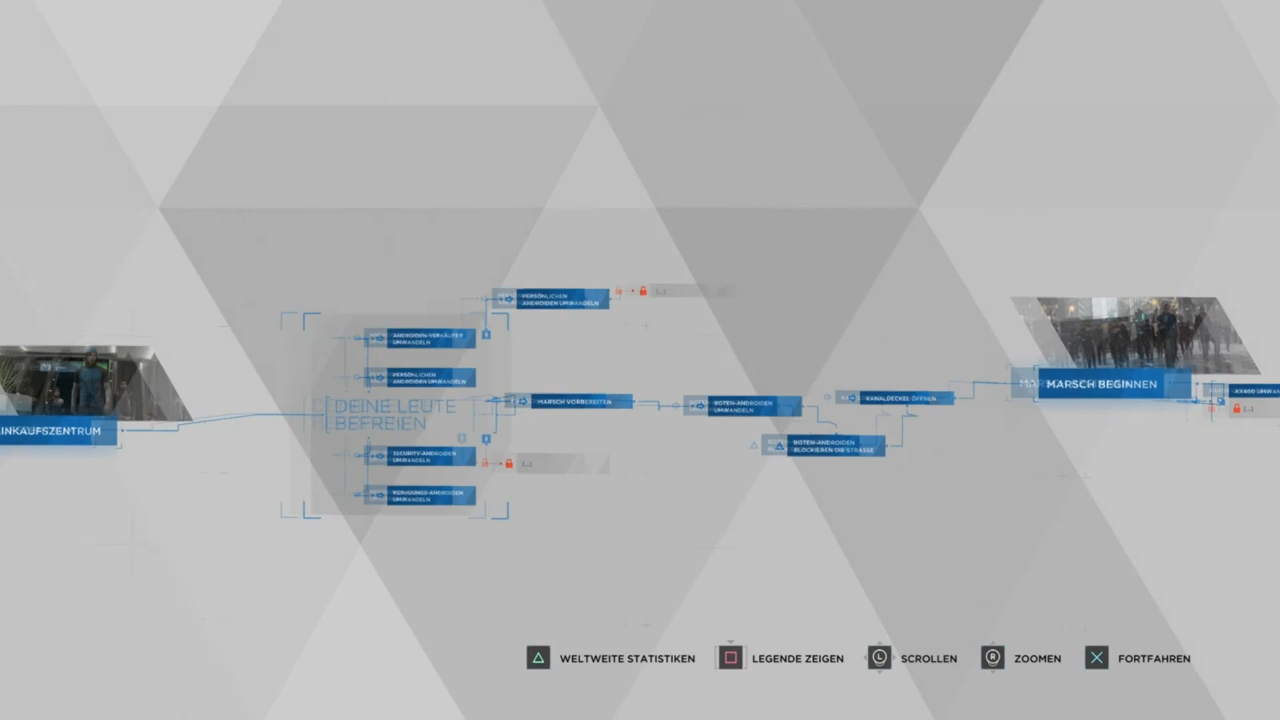 PERSÖNLICHEN
ANDROIDEN UMWANDELN
ANDROIDEN-VERKÄUFER
UMWANDELN
PERSÖNLICHEN
ANDROIDEN UMWANDELN
DEINE LEUTE
BEFREIEN
MARSCH VORBEREITEN
BOTEN-ANDROIDEN
UMWANDELN
KANALDECKEL ÖFFNEN
MARSCH BEGINNEN
INKAUFSZENTRUM
BOTEN-ANDROIDEN
BLOCKIEREN DIE STRASSE
SECURITY-ANDROIDEN
UMWANDELN
REINIGUNGS-ANDROIDEN
UMWANDELN
WELTWEITE STATISTIKEN
LEGENDE ZEIGEN
L
SCROLLEN
R
ZOOMEN
FORTFAHREN